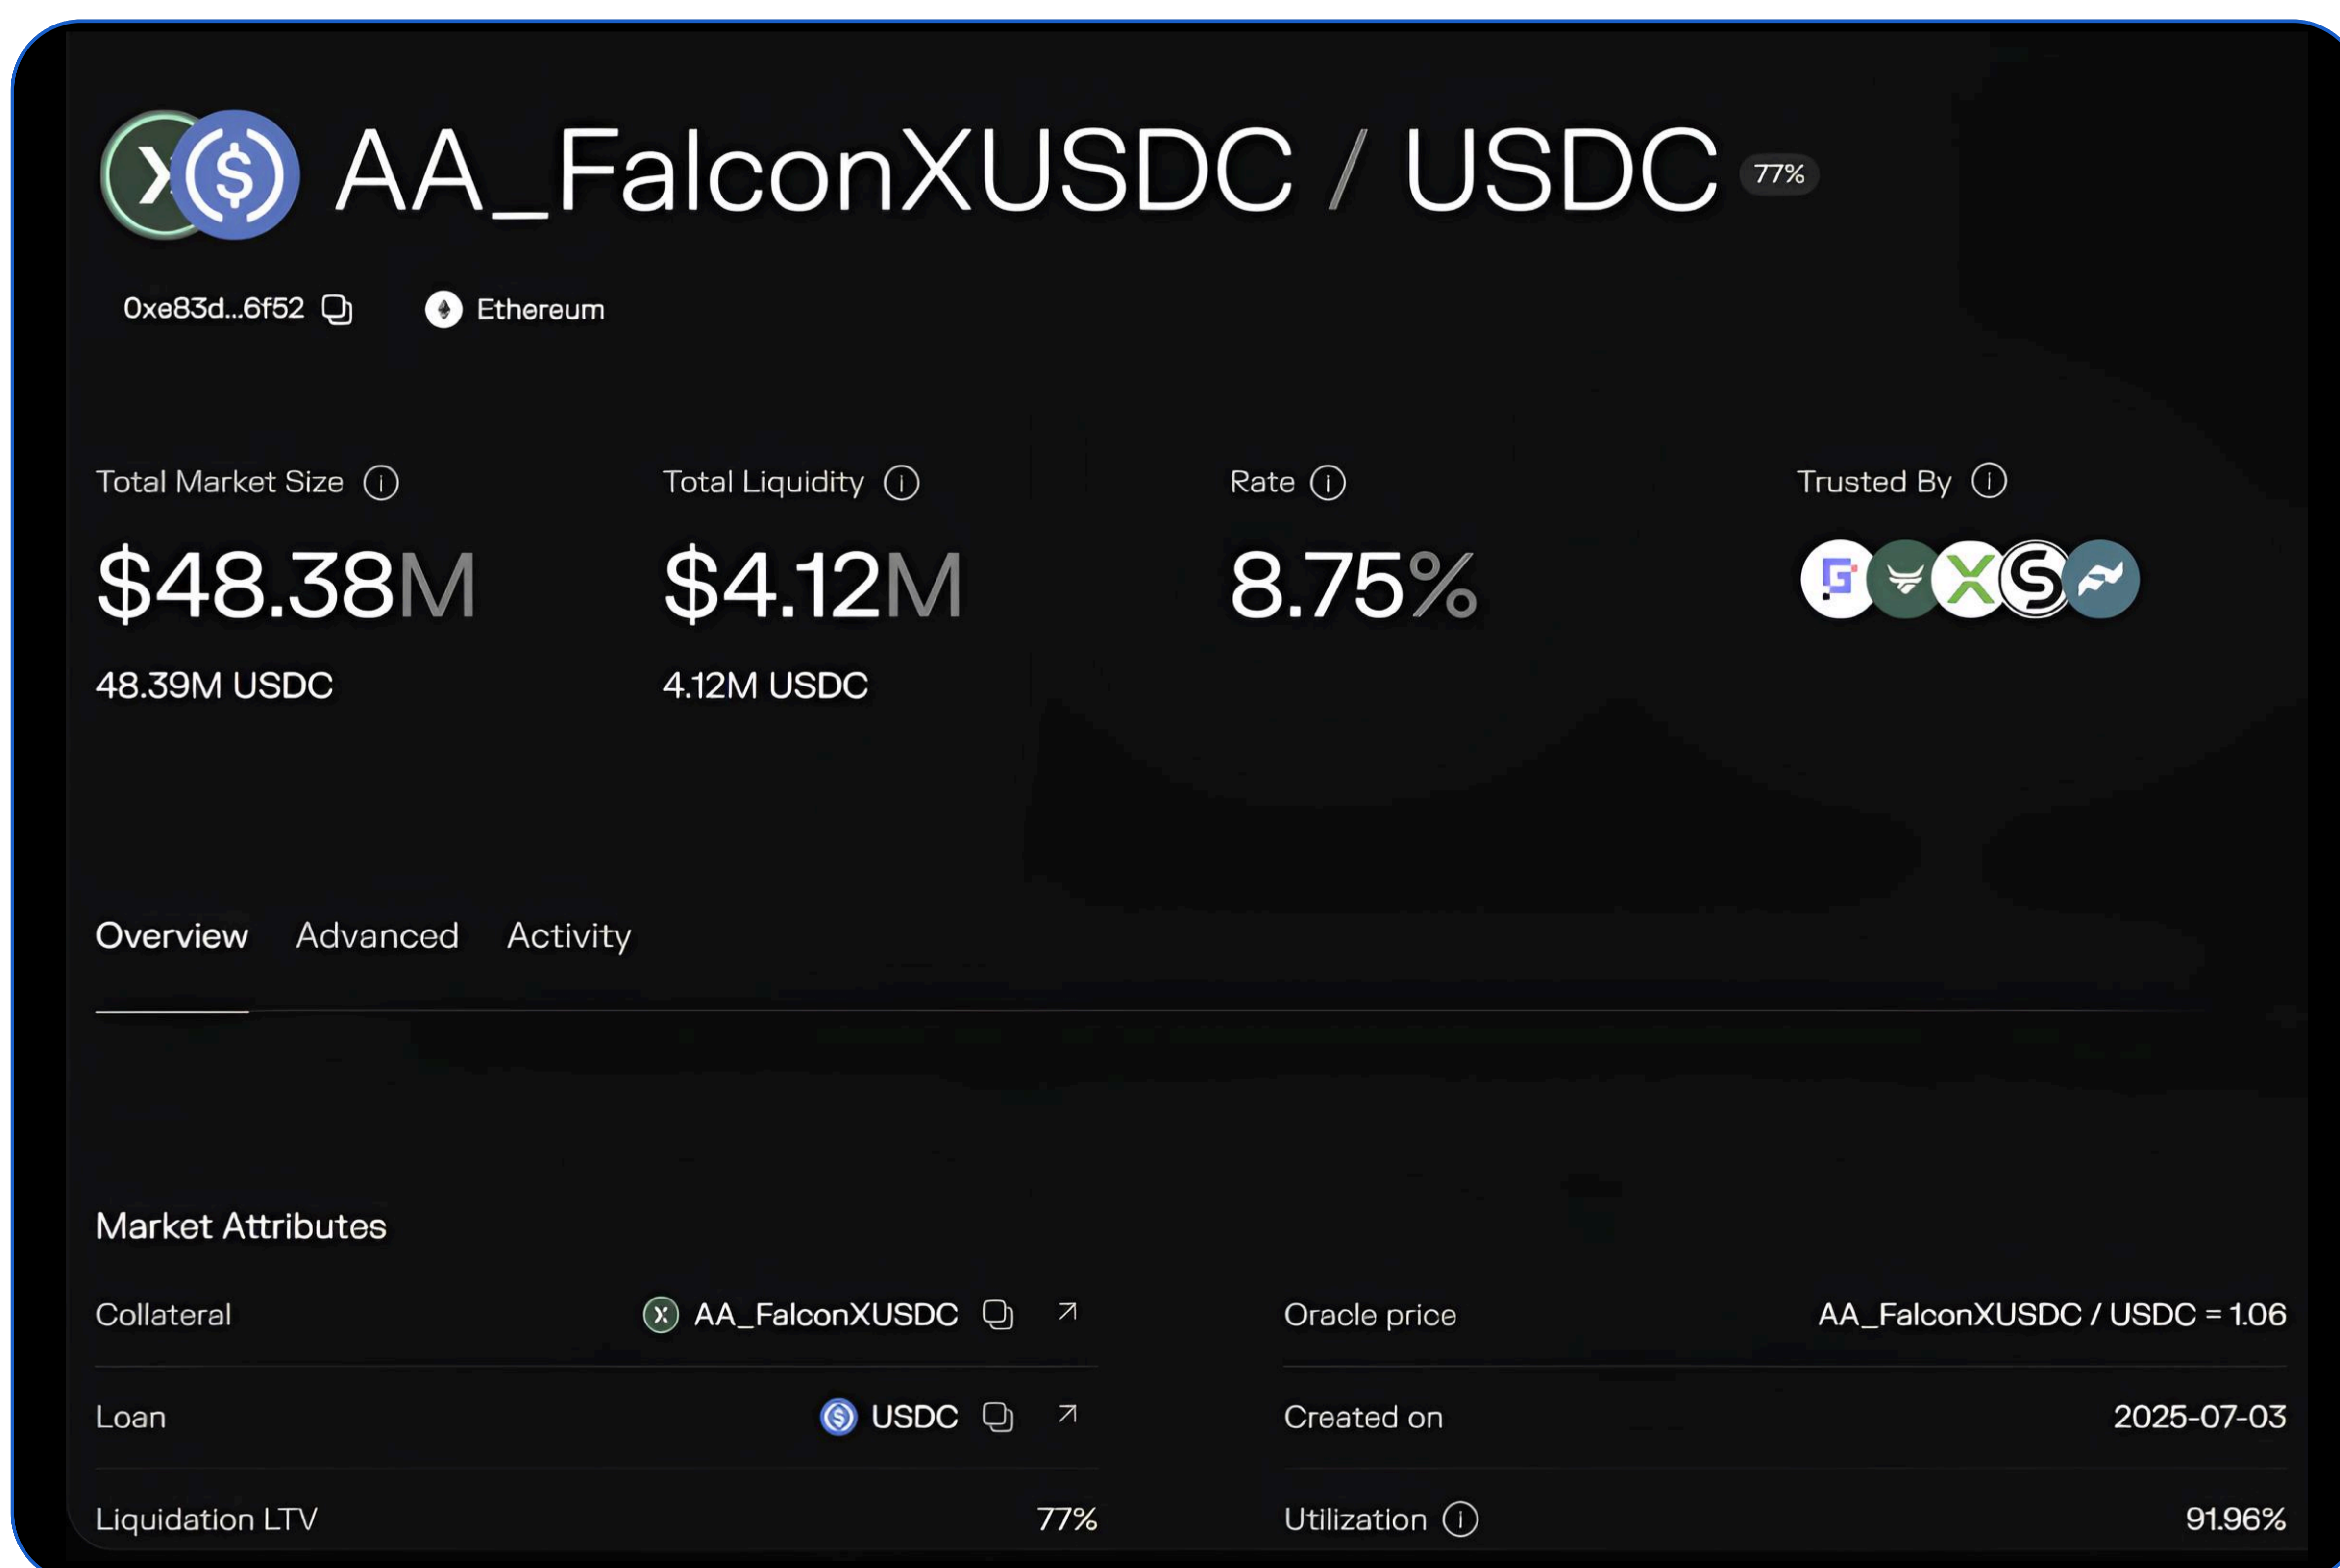 AA_FalconXUSDC / USDC 77%
0xe83d...6f52 Ethereum
Total Market Size
$48.38M
48.39M USDC
Total Liquidity
$4.12M
4.12M USDC
Rate
8.75%
Trusted By
Overview Advanced Activity
Market Attributes
Collateral AA_FalconXUSDC
Loan USDC
Liquidation LTV 77%
Oracle price AA_FalconXUSDC / USDC = 1.06
Created on 2025-07-03
Utilization 91.96%